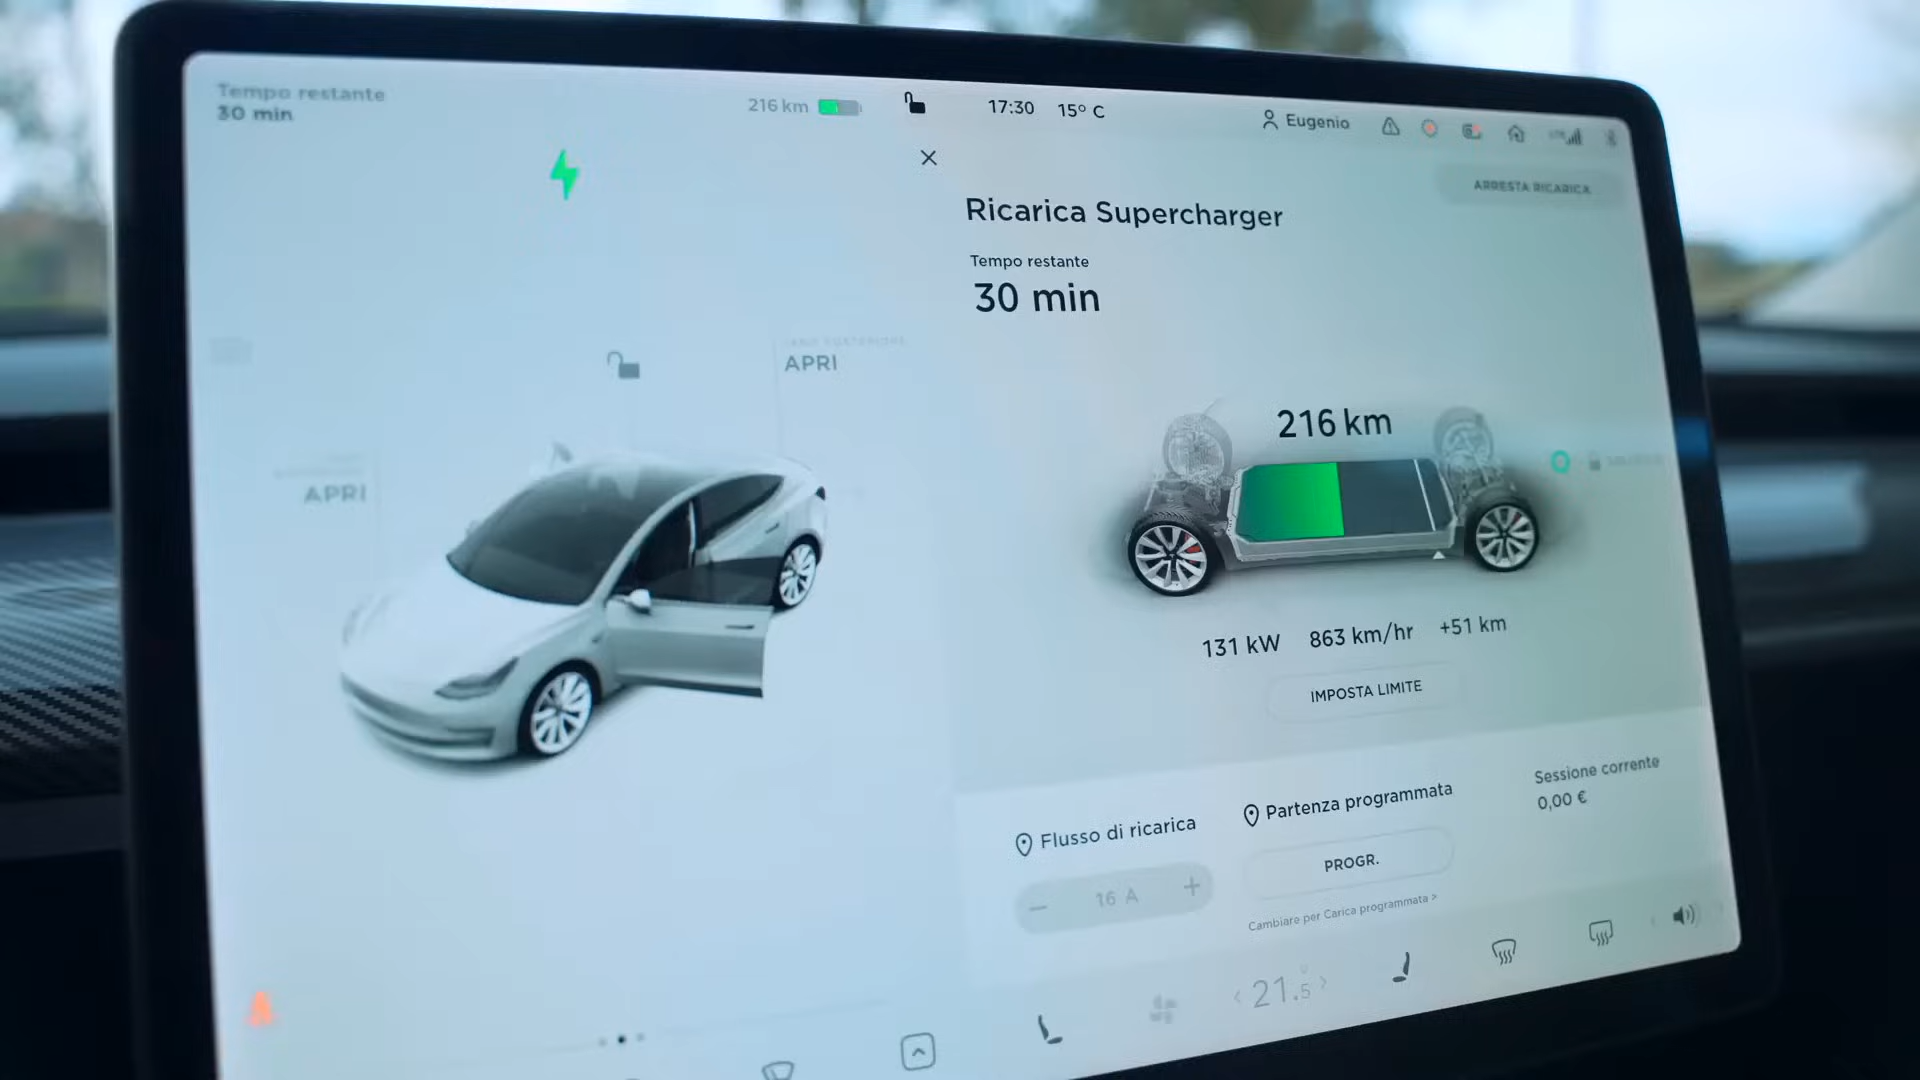 Tempo restante
30 min
216 km
17:30 15° C
Eugenio
ARRESTA RICARICA
Ricarica Supercharger
Tempo restante
30 min
APRI
APRI
216 km
131 kW 863 km/hr +51 km
IMPOSTA LIMITE
Flusso di ricarica
16 A
Partenza programmata
PROGR.
Cambiare per Carica programmata >
Sessione corrente
0,00 €
21.5